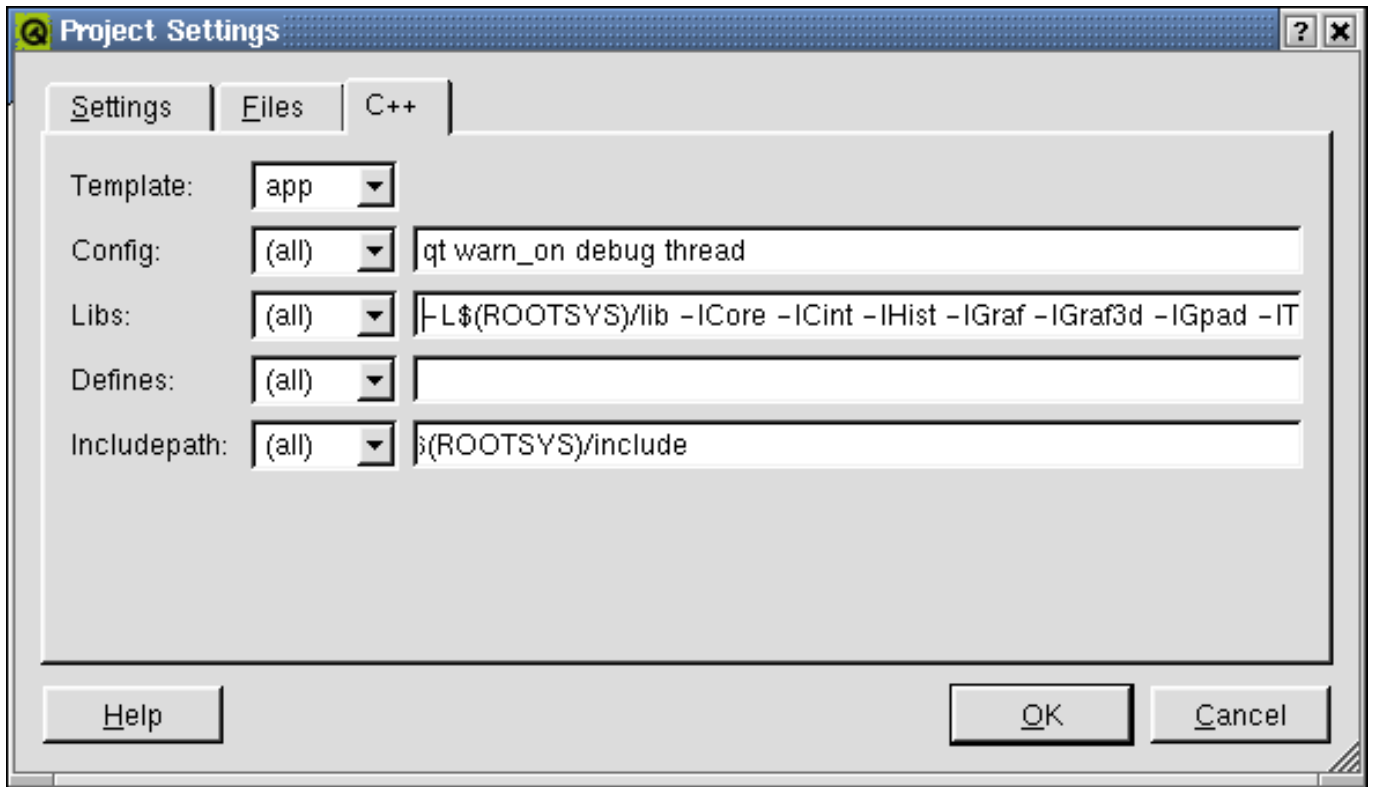 Project Settings
Settings Files C++
Template: app
Config: (all) qt warn_on debug thread
Libs: (all) -L$(ROOTSYS)/lib -lCore -lCint -lHist -lGraf -lGraf3d -lGpad -lT
Defines: (all)
Includepath: (all) $(ROOTSYS)/include
Help OK Cancel